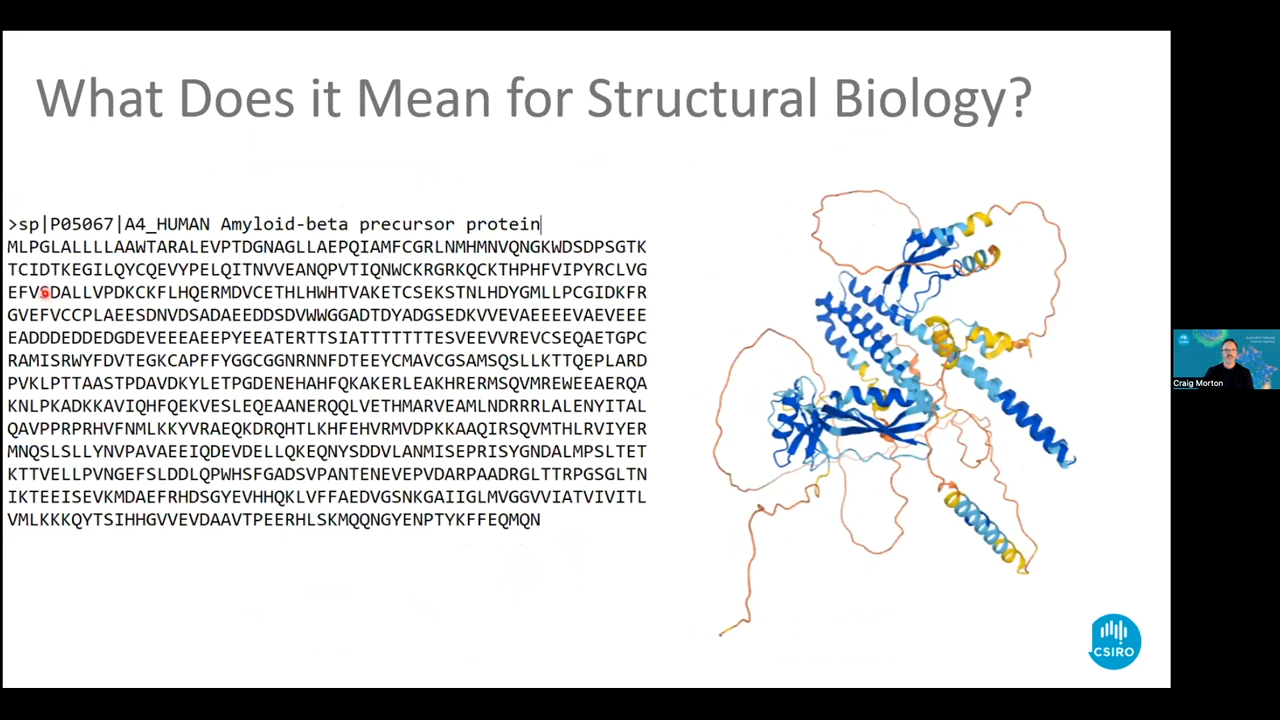 What Does it Mean for Structural Biology?
>sp|P05067|A4_HUMAN Amyloid-beta precursor protein
MLPGLALLLLAAWTARALEVPTDGNAGLLAEPQIAMFCGRLNMHMNVQNGKWDSDPSGTK
TCIDTKEGILQYCQEVYPELQITNVVEANQPVTIQNWCKRGRKQCKTHPHFVIPYRCLVG
EFVSDALLVPDKCKFLHQERMDVCETHLHWHTVAKETCSEKSTNLHDYGMLLPCGIDKFR
GVEFVCCPLAEESDNVDSADAEEDDSDVWWGGADTDYADGSEDKVVEVAEEEEVAEVEEE
EADDDEDDEDGDEVEEEAEEPYEEATERTTSIATTTTTTTESVEEVVREVCSEQAETGPC
RAMISRWYFDVTEGKCAPFFYGGCGGNRNNFDTEEYCMAVCGSAMSQSLLKTTQEPLARD
PVKLPTTAASTPDAVDKYLETPGDENEHAHFQKAKERLEAKHRERMSQVMREWEEAERQA
KNLPKADKKAVIQHFQEKVESLEQEAANERQQLVETHMARVEAMLNDRRRLALENYITAL
QAVPPRPRHVFNMLKKYVRAEQKDRQHTLKHFEHVRMVDPKKAAQIRSQVMTHLRVIYER
MNQSLSLLYNVPAVAEEIQDEVDELLQKEQNYSDDVLANMISEPRISYGNDALMPSLTET
KTTVELLPVNGEFSLDDLQPWHSFGADSVPANTENEVEPVDARPAADRGLTTRPGSGLTN
IKTEEISEVKMDAEFRHDSGYEVHHQKLVFFAEDVGSNKGAIIGLMVGGVVIATVIVITL
VMLKKKQYTSIHHGVVEVDAAVTPEERHLSKMQQNGYENPTYKFFEQMQN
CSIRO
Craig Morton